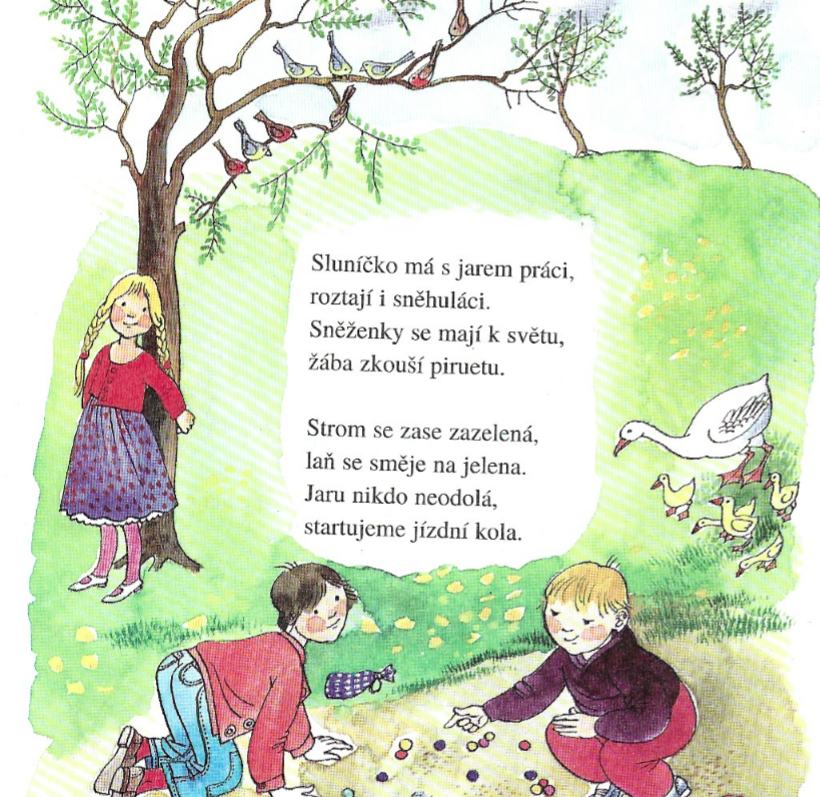 Sluníčko má s jarem práci,
roztají i sněhuláci.
Sněženky se mají k světu,
žába zkouší piruetu.
Strom se zase zazelená,
laň se směje na jelena.
Jaru nikdo neodolá,
startujeme jízdní kola.